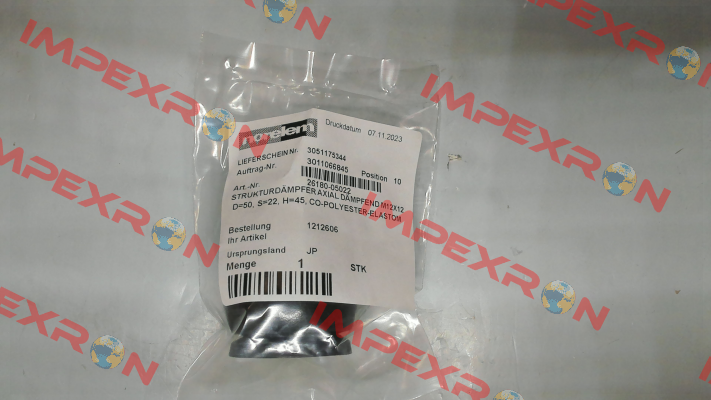 norelem
Druckdatum 07.11.2023
LIEFERSCHEINNr. 3051175344
Auftrag-Nr. 3011066845 Position 10
Art.-Nr. 26180-05022
STRUKTURDÄMPFER AXIAL DÄMPFEND M12X12
D=50, S=22, H=45, CO-POLYESTER-ELASTOM
Bestellung 1212606
Ihr Artikel
Ursprungsland JP
Menge 1 STK
IMPEXRON
IMPEXRON
IMPEXRON
IMPEXRON
IMPEXRON
IMPEXRON